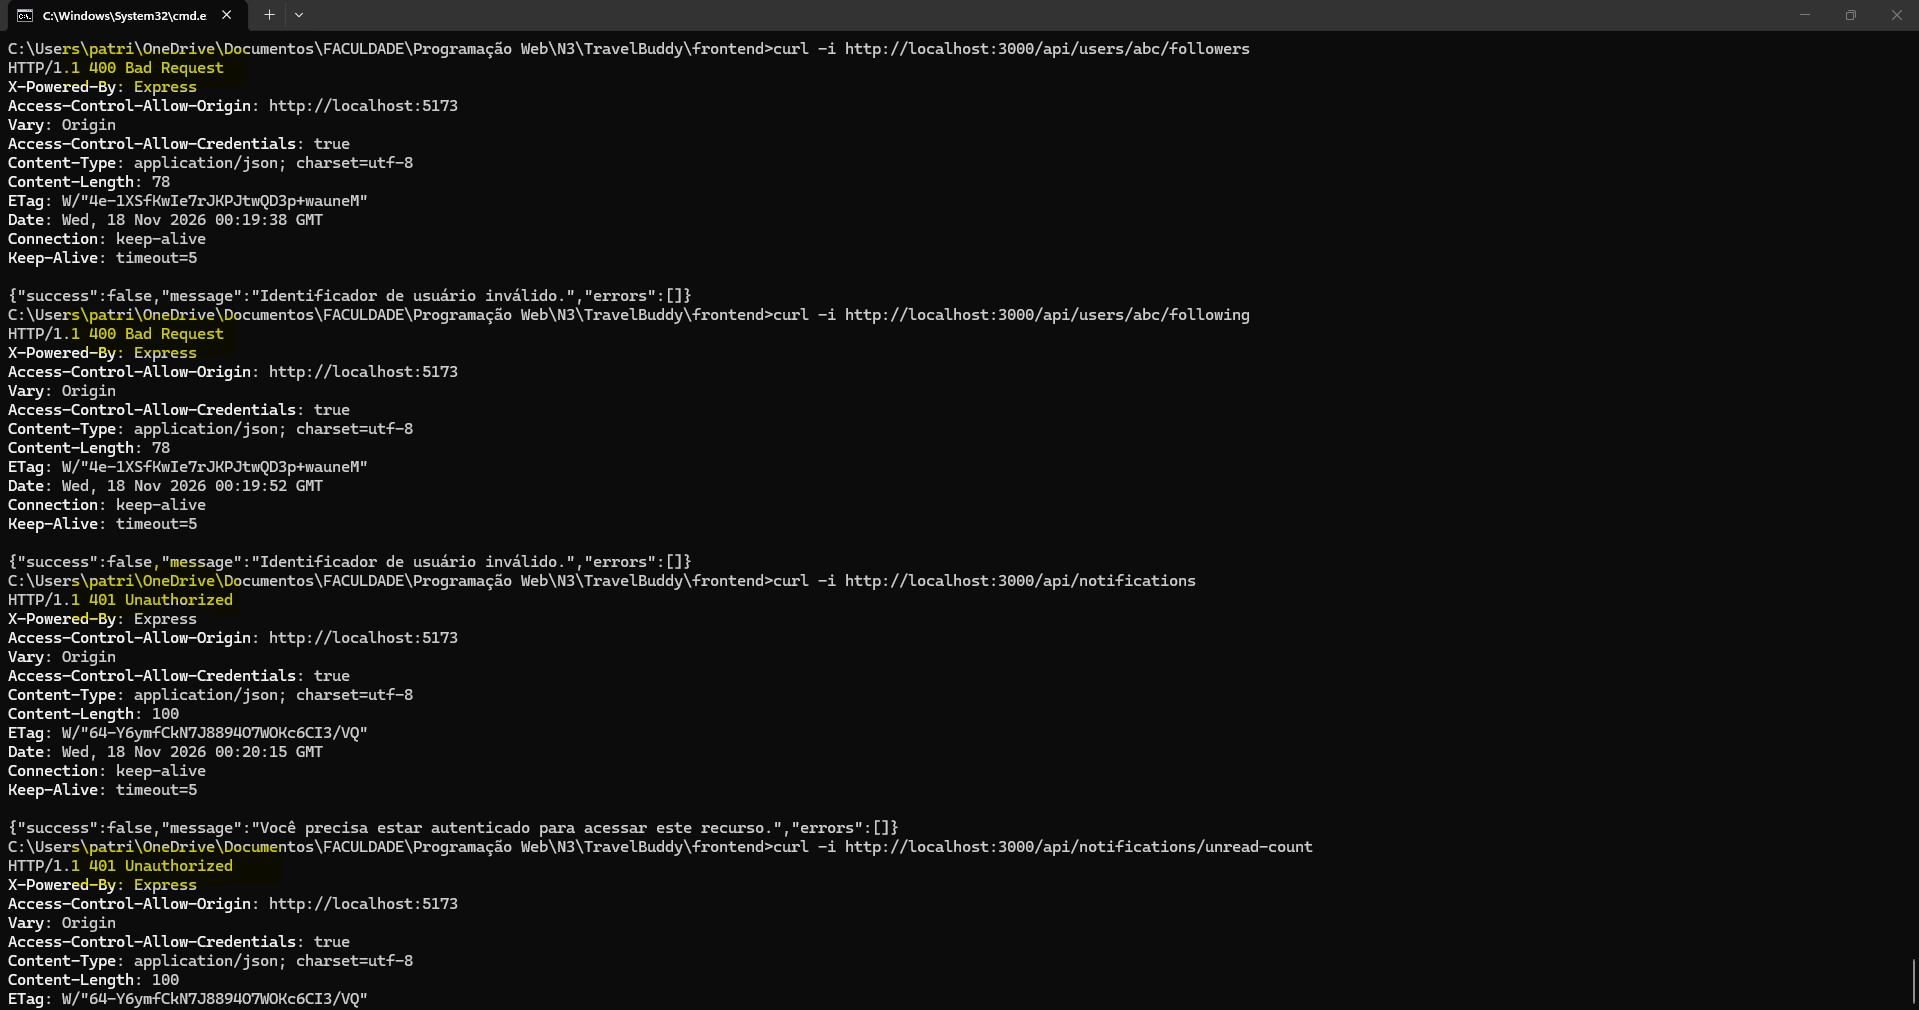 C:\Windows\System32\cmd.e
C:\Users\patri\OneDrive\Documentos\FACULDADE\Programação Web\N3\TravelBuddy\frontend>curl -i http://localhost:3000/api/users/abc/followers
HTTP/1.1 400 Bad Request
X-Powered-By: Express
Access-Control-Allow-Origin: http://localhost:5173
Vary: Origin
Access-Control-Allow-Credentials: true
Content-Type: application/json; charset=utf-8
Content-Length: 78
ETag: W/"4e-1XSfKwIe7rJKPJtwQD3p+wauneM"
Date: Wed, 18 Nov 2026 00:19:38 GMT
Connection: keep-alive
Keep-Alive: timeout=5
{"success":false,"message":"Identificador de usuário inválido.","errors":[]}
C:\Users\patri\OneDrive\Documentos\FACULDADE\Programação Web\N3\TravelBuddy\frontend>curl -i http://localhost:3000/api/users/abc/following
HTTP/1.1 400 Bad Request
X-Powered-By: Express
Access-Control-Allow-Origin: http://localhost:5173
Vary: Origin
Access-Control-Allow-Credentials: true
Content-Type: application/json; charset=utf-8
Content-Length: 78
ETag: W/"4e-1XSfKwIe7rJKPJtwQD3p+wauneM"
Date: Wed, 18 Nov 2026 00:19:52 GMT
Connection: keep-alive
Keep-Alive: timeout=5
{"success":false,"message":"Identificador de usuário inválido.","errors":[]}
C:\Users\patri\OneDrive\Documentos\FACULDADE\Programação Web\N3\TravelBuddy\frontend>curl -i http://localhost:3000/api/notifications
HTTP/1.1 401 Unauthorized
X-Powered-By: Express
Access-Control-Allow-Origin: http://localhost:5173
Vary: Origin
Access-Control-Allow-Credentials: true
Content-Type: application/json; charset=utf-8
Content-Length: 100
ETag: W/"64-Y6ymfCkN7J8894O7WOKc6CI3/VQ"
Date: Wed, 18 Nov 2026 00:20:15 GMT
Connection: keep-alive
Keep-Alive: timeout=5
{"success":false,"message":"Você precisa estar autenticado para acessar este recurso.","errors":[]}
C:\Users\patri\OneDrive\Documentos\FACULDADE\Programação Web\N3\TravelBuddy\frontend>curl -i http://localhost:3000/api/notifications/unread-count
HTTP/1.1 401 Unauthorized
X-Powered-By: Express
Access-Control-Allow-Origin: http://localhost:5173
Vary: Origin
Access-Control-Allow-Credentials: true
Content-Type: application/json; charset=utf-8
Content-Length: 100
ETag: W/"64-Y6ymfCkN7J8894O7WOKc6CI3/VQ"